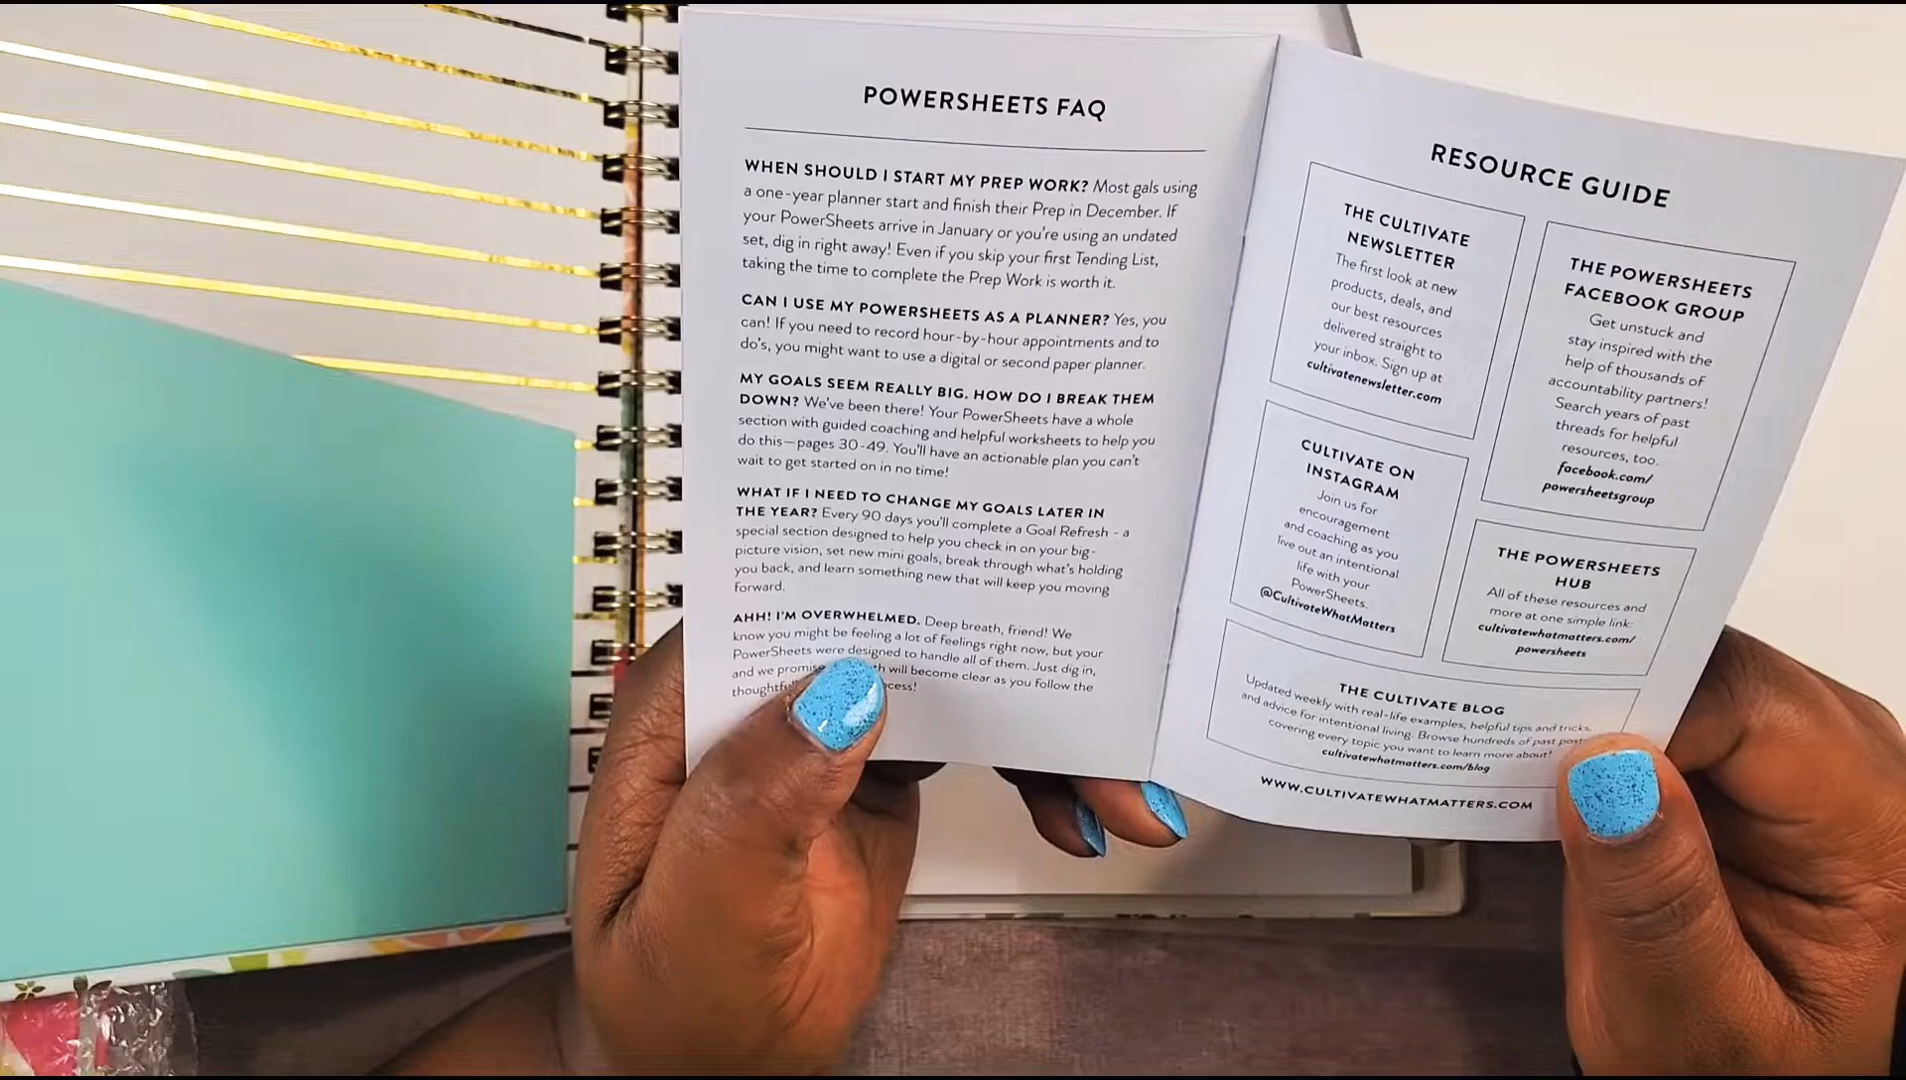 POWERSHEETS FAQ
WHEN SHOULD I START MY PREP WORK? Most gals using
a one-year planner start and finish their Prep in December. If
your PowerSheets arrive in January or you're using an undated
set, dig in right away! Even if you skip your first Tending List,
taking the time to complete the Prep Work is worth it.
CAN I USE MY POWERSHEETS AS A PLANNER? Yes, you
can! If you need to record hour-by-hour appointments and to
do's, you might want to use a digital or second paper planner.
MY GOALS SEEM REALLY BIG. HOW DO I BREAK THEM
DOWN? We've been there! Your PowerSheets have a whole
section with guided coaching and helpful worksheets to help you
do this—pages 30-49. You'll have an actionable plan you can't
wait to get started on in no time!
WHAT IF I NEED TO CHANGE MY GOALS LATER IN
THE YEAR? Every 90 days you'll complete a Goal Refresh - a
special section designed to help you check in on your big-
picture vision, set new mini goals, break through what's holding
you back, and learn something new that will keep you moving
forward.
AHH! I'M OVERWHELMED. Deep breath, friend! We
know you might be feeling a lot of feelings right now, but your
PowerSheets were designed to handle all of them. Just dig in,
and we promise will become clear as you follow the
RESOURCE GUIDE
THE CULTIVATE
NEWSLETTER
The first look at new
products, deals, and
our best resources
delivered straight to
your inbox. Sign up at
cultivatenewsletter.com
THE POWERSHEETS
FACEBOOK GROUP
Get unstuck and
stay inspired with the
help of thousands of
accountability partners!
Search years of past
threads for helpful
resources, too.
facebook.com/
powersheetsgroup
CULTIVATE ON
INSTAGRAM
Join us for
encouragement
and coaching as you
live out an intentional
life with your
PowerSheets.
@CultivateWhatMatters
THE POWERSHEETS
HUB
All of these resources and
more at one simple link:
cultivatewhatmatters.com/
powersheets
THE CULTIVATE BLOG
Updated weekly with real-life examples, helpful tips and tricks,
and advice for intentional living. Browse hundreds of past posts
covering every topic you want to learn more about!
cultivatewhatmatters.com/blog
WWW.CULTIVATEWHATMATTERS.COM